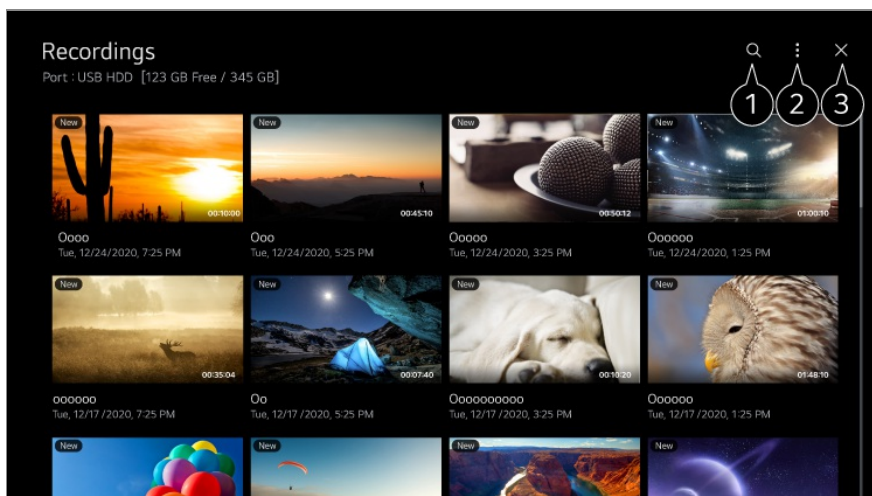 Recordings
Port : USB HDD [123 GB Free / 345 GB]
1 2 3
New New New New
00:10:00 00:45:10 00:50:12 01:00:10
Oooo Ooo Ooooo Oooooo
Tue, 12/24/2020, 7:25 PM Tue, 12/24/2020, 5:25 PM Tue, 12/24/2020, 3:25 PM Tue, 12/24/2020, 1:25 PM
New New New New
00:35:04 00:07:40 00:10:20 01:48:10
oooooo Oo Oooooooooo Oooooo
Tue, 12/17 /2020, 7:25 PM Tue, 12/17 /2020, 5:25 PM Tue, 12/17 /2020, 3:25 PM Tue, 12/17 /2020, 1:25 PM
New New New New